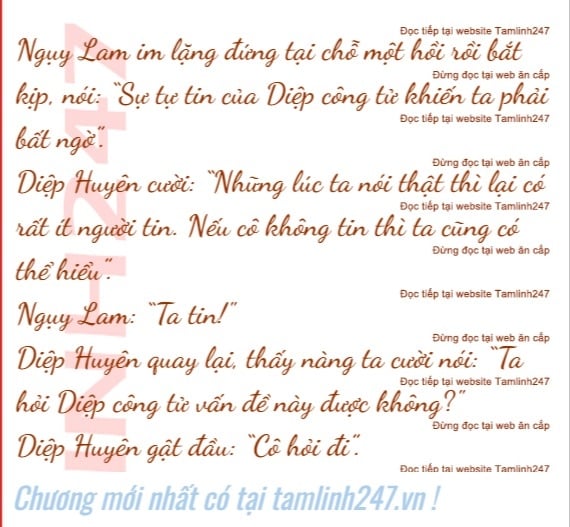 Đọc tiếp tại website Tamlinh247
Ngụy Lam im lặng đứng tại chỗ một hồi rồi bắt
Đừng đọc tại web ăn cắp
kịp, nói: “Sự tự tin của Diệp công tử khiến ta phải
Đọc tiếp tại website Tamlinh247
bất ngờ”.
Đừng đọc tại web ăn cắp
Diệp Huyên cười: “Những lúc ta nói thật thì lại có
Đọc tiếp tại website Tamlinh247
rất ít người tin. Nếu cô không tin thì ta cũng có
Đừng đọc tại web ăn cắp
thể hiểu”.
Đọc tiếp tại website Tamlinh247
Ngụy Lam: “Ta tin!”
Đừng đọc tại web ăn cắp
Diệp Huyên quay lại, thấy nàng ta cười nói: “Ta
Đọc tiếp tại website Tamlinh247
hỏi Diệp công tử vấn đề này được không?”
Đừng đọc tại web ăn cắp
Diệp Huyên gật đầu: “Cô hỏi đi”.
Đọc tiếp tại website Tamlinh247
INH247
Chương mới nhất có tại tamlinh247.vn !